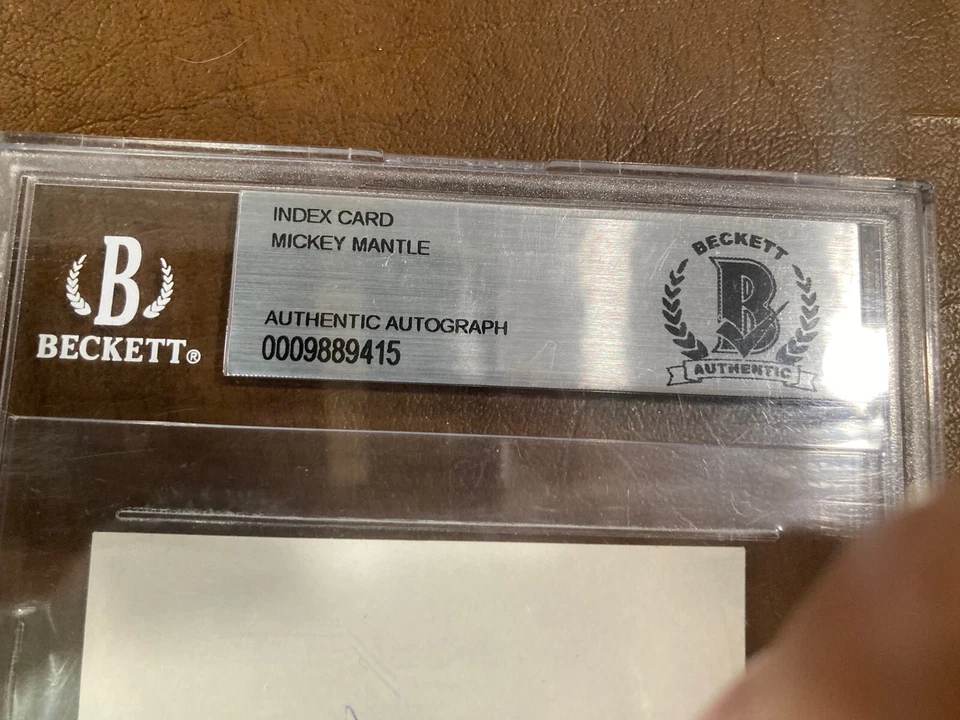 B
BECKETT®
INDEX CARD
MICKEY MANTLE
AUTHENTIC AUTOGRAPH
0009889415
BECKETT
B
AUTHENTIC